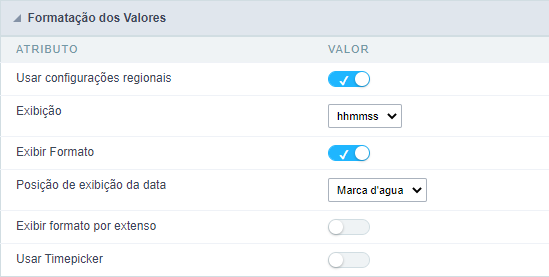 Formatação dos Valores
ATRIBUTO VALOR
Usar configurações regionais
Exibição hhmmss
Exibir Formato
Posição de exibição da data Marca d'agua
Exibir formato por extenso
Usar Timepicker